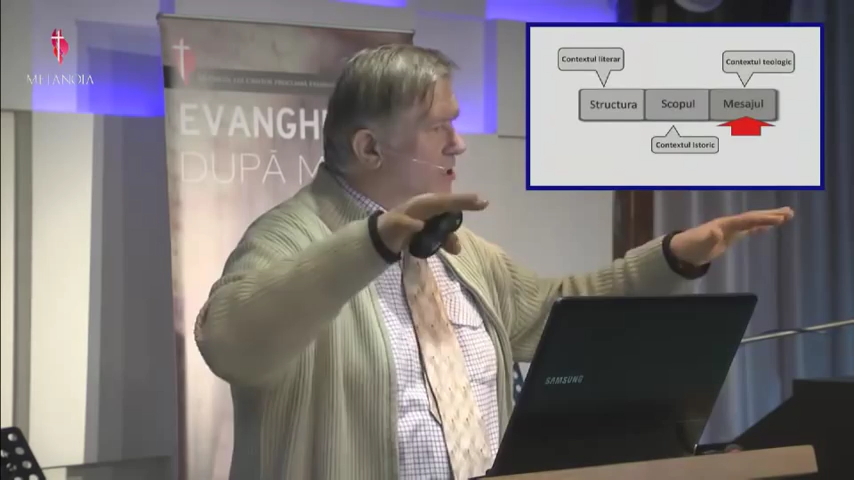 METANOIA
EVANGH
DUPĂ M
Contextul literar
Contextul teologic
Structura
Scopul
Mesajul
Contextul istoric
SAMSUNG